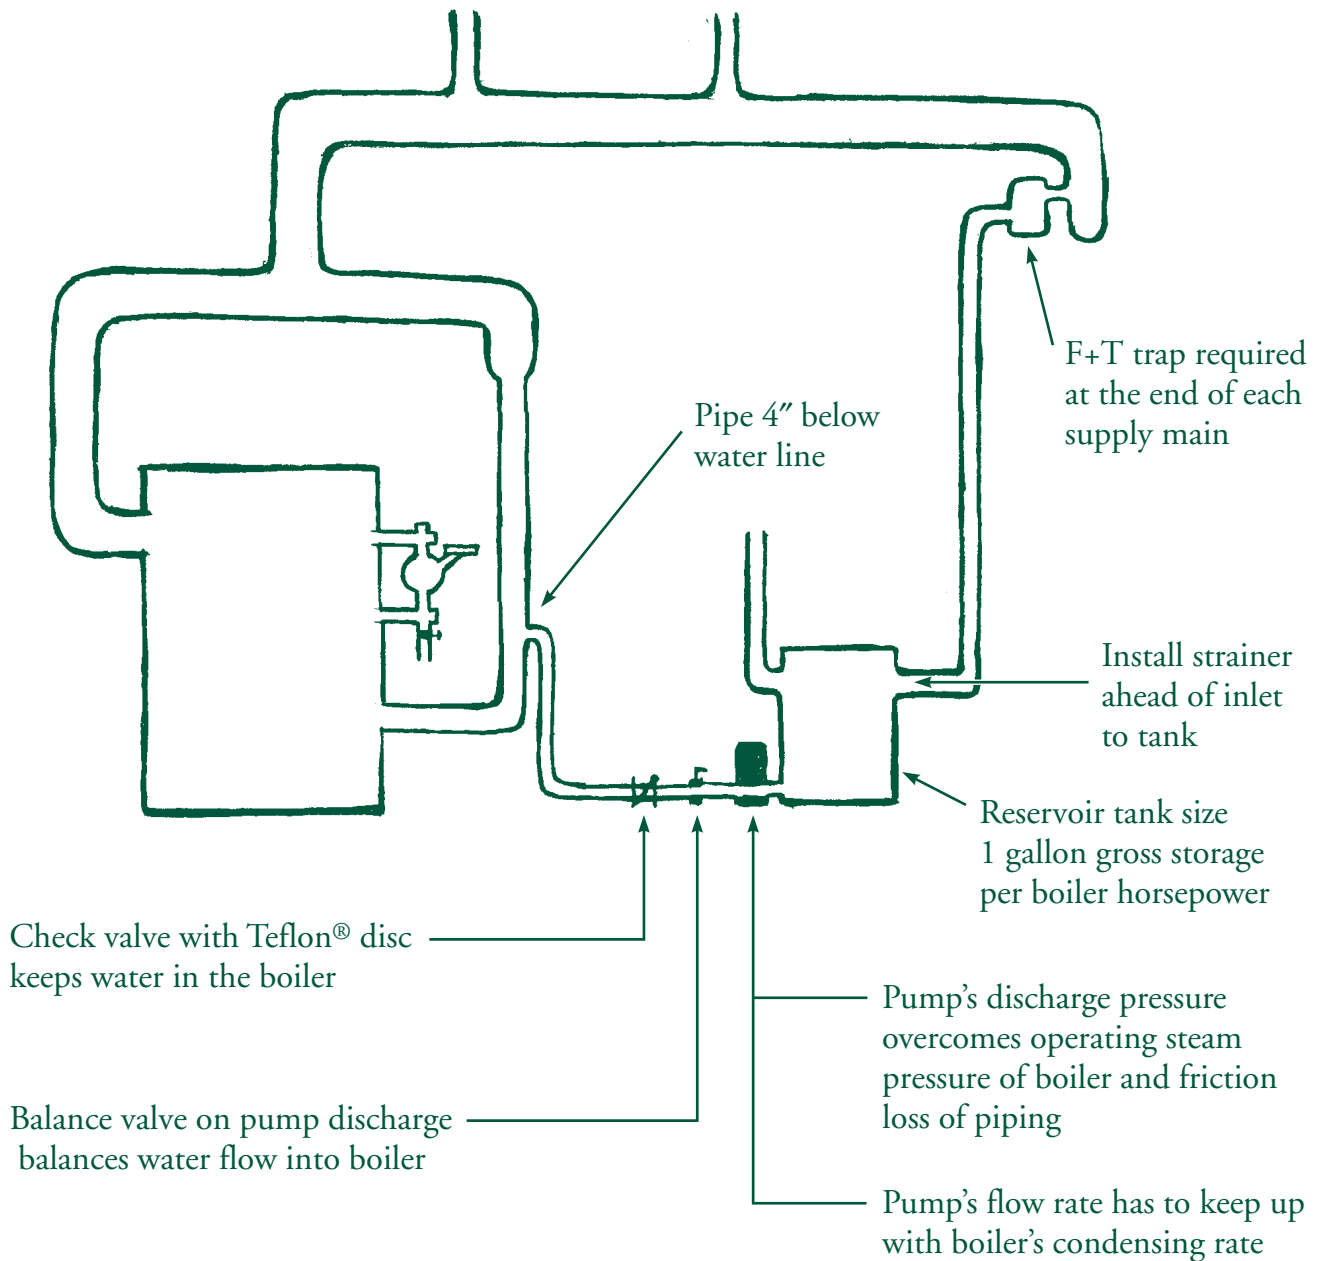 F+T trap required
at the end of each
supply main
Pipe 4″ below
water line
Install strainer
ahead of inlet
to tank
Reservoir tank size
1 gallon gross storage
per boiler horsepower
Check valve with Teflon® disc
keeps water in the boiler
Pump’s discharge pressure
overcomes operating steam
pressure of boiler and friction
loss of piping
Balance valve on pump discharge
balances water flow into boiler
Pump’s flow rate has to keep up
with boiler’s condensing rate